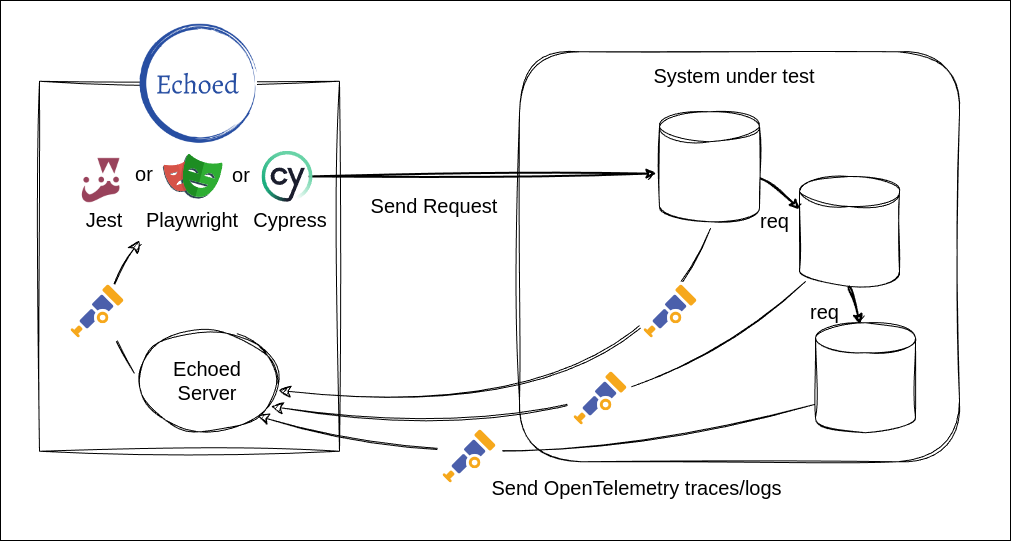 Echoed
System under test
or
or
cy
Jest
Playwright
Cypress
Send Request
req
req
Echoed
Server
Send OpenTelemetry traces/logs